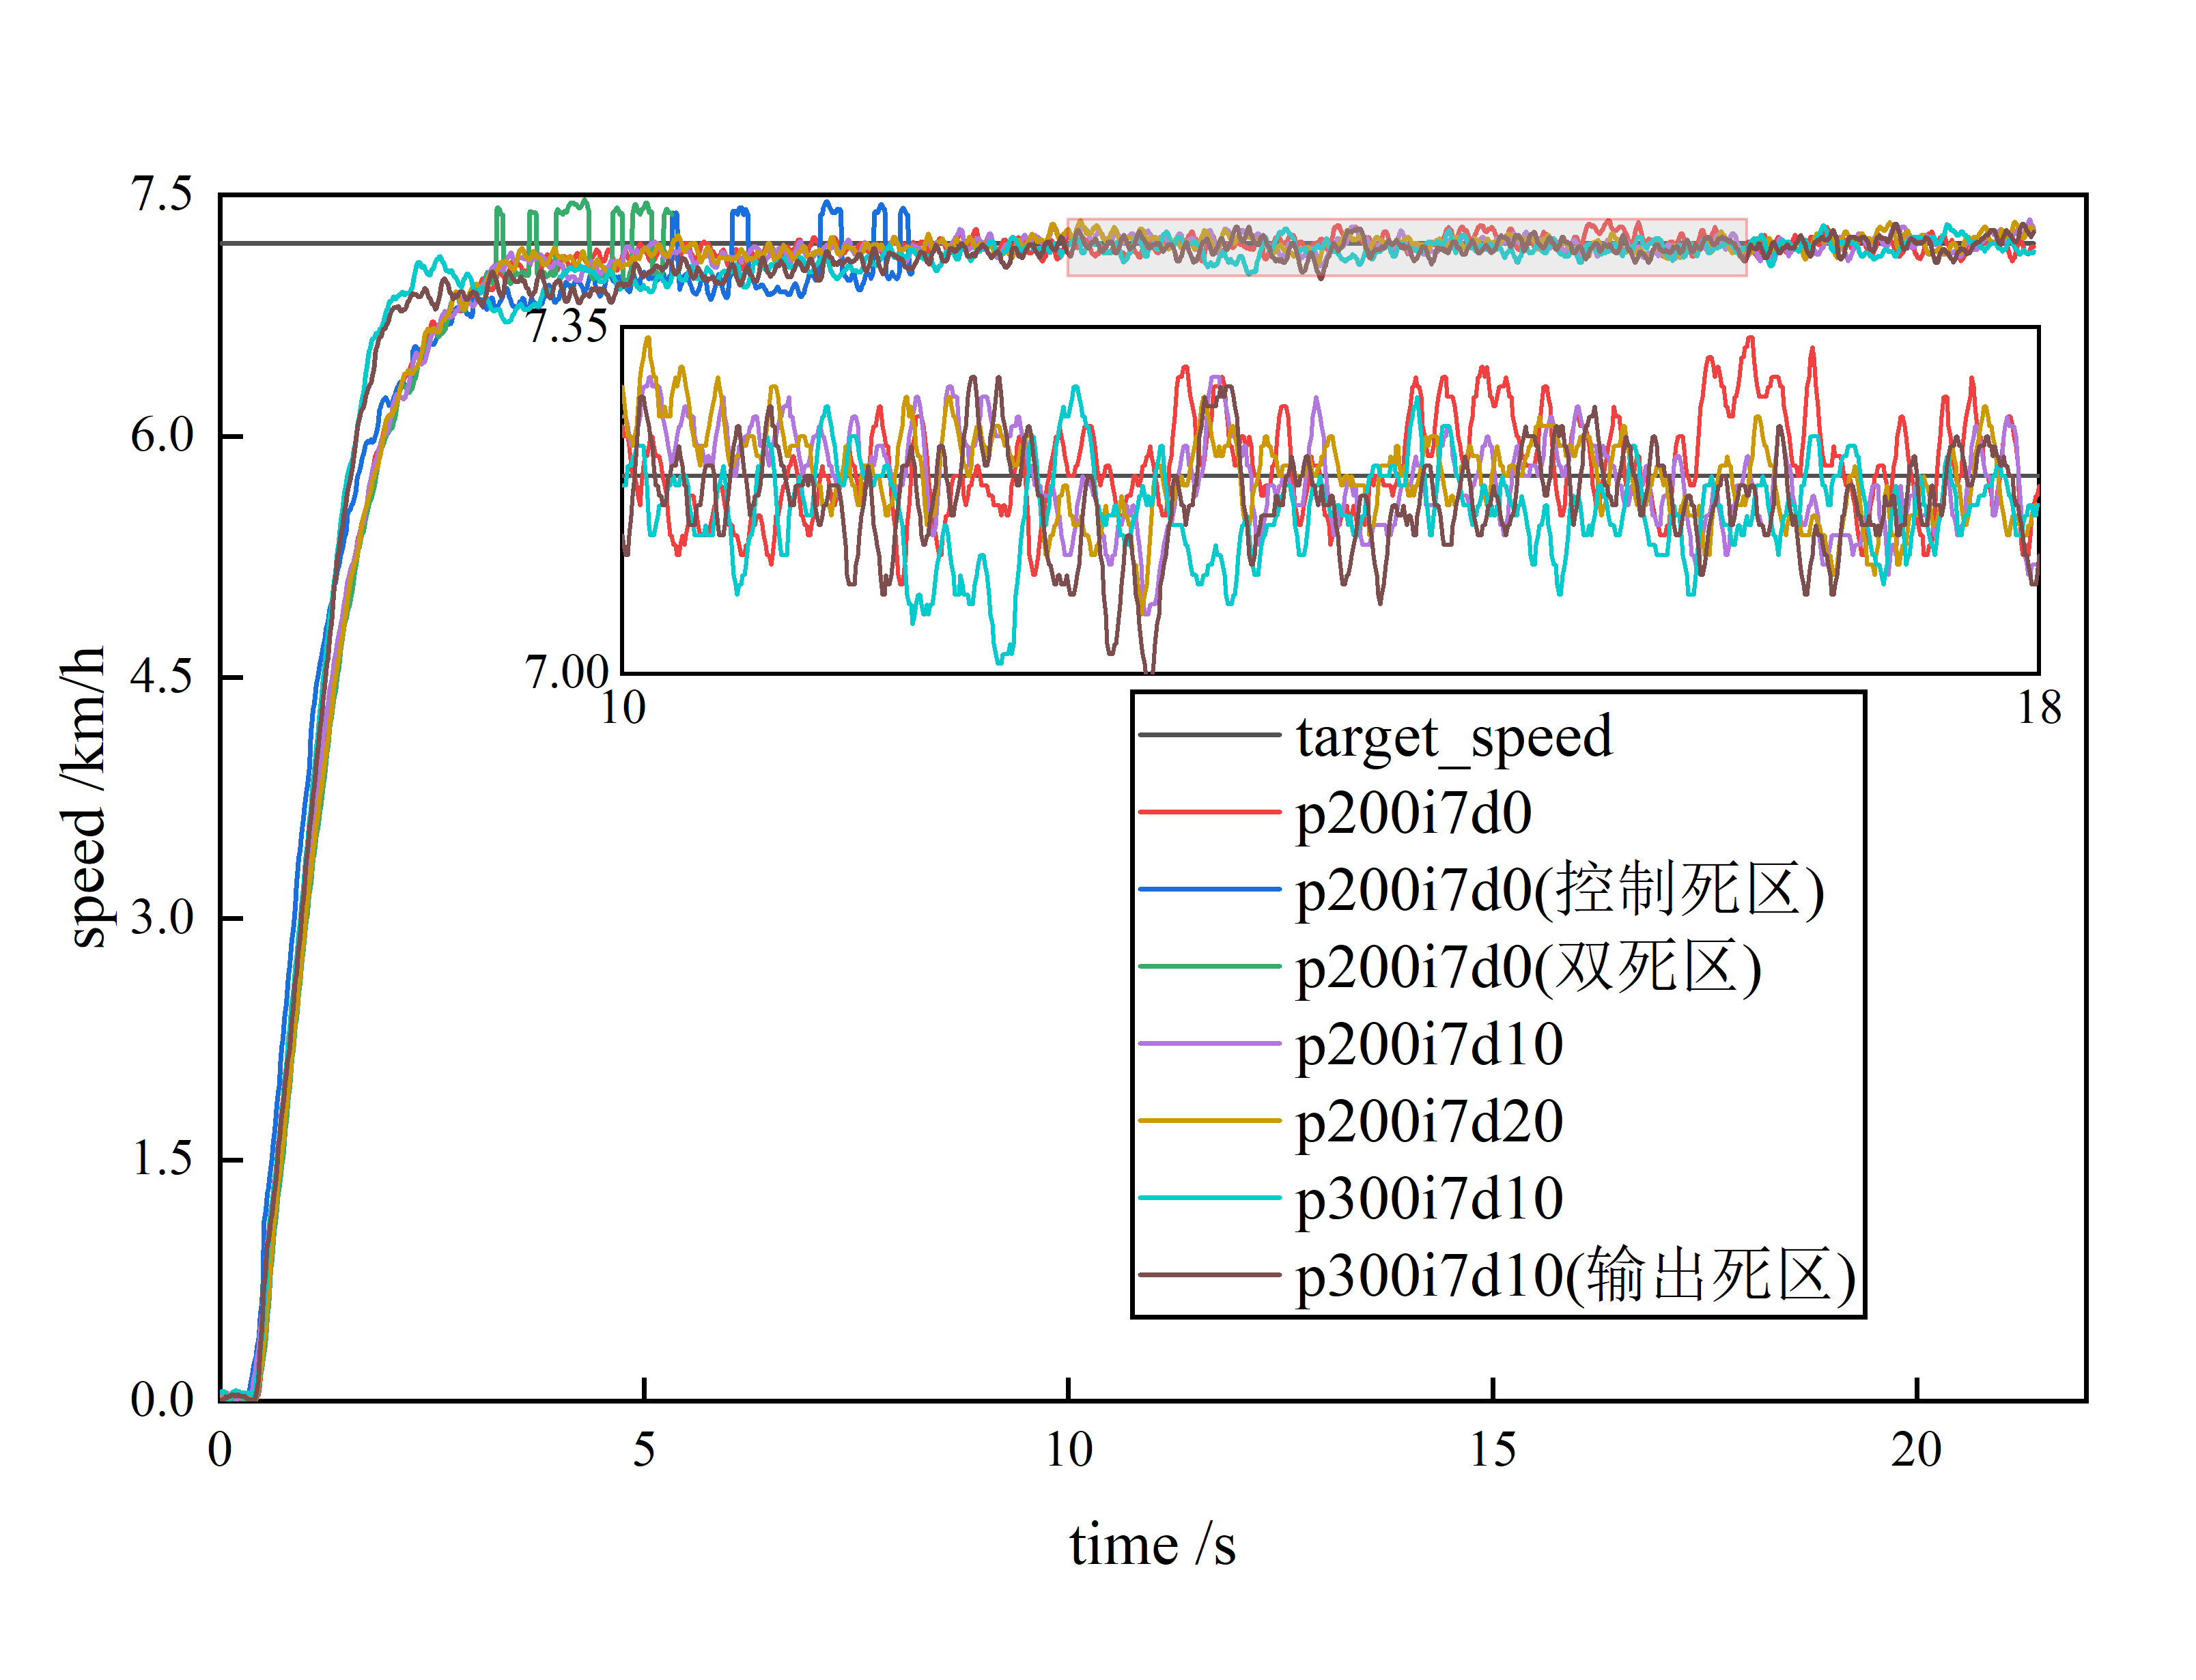 7.5
6.0
4.5
3.0
1.5
0.0
speed /km/h
0
5
10
15
20
time /s
7.35
7.00
10
18
target_speed
p200i7d0
p200i7d0(控制死区)
p200i7d0(双死区)
p200i7d10
p200i7d20
p300i7d10
p300i7d10(输出死区)